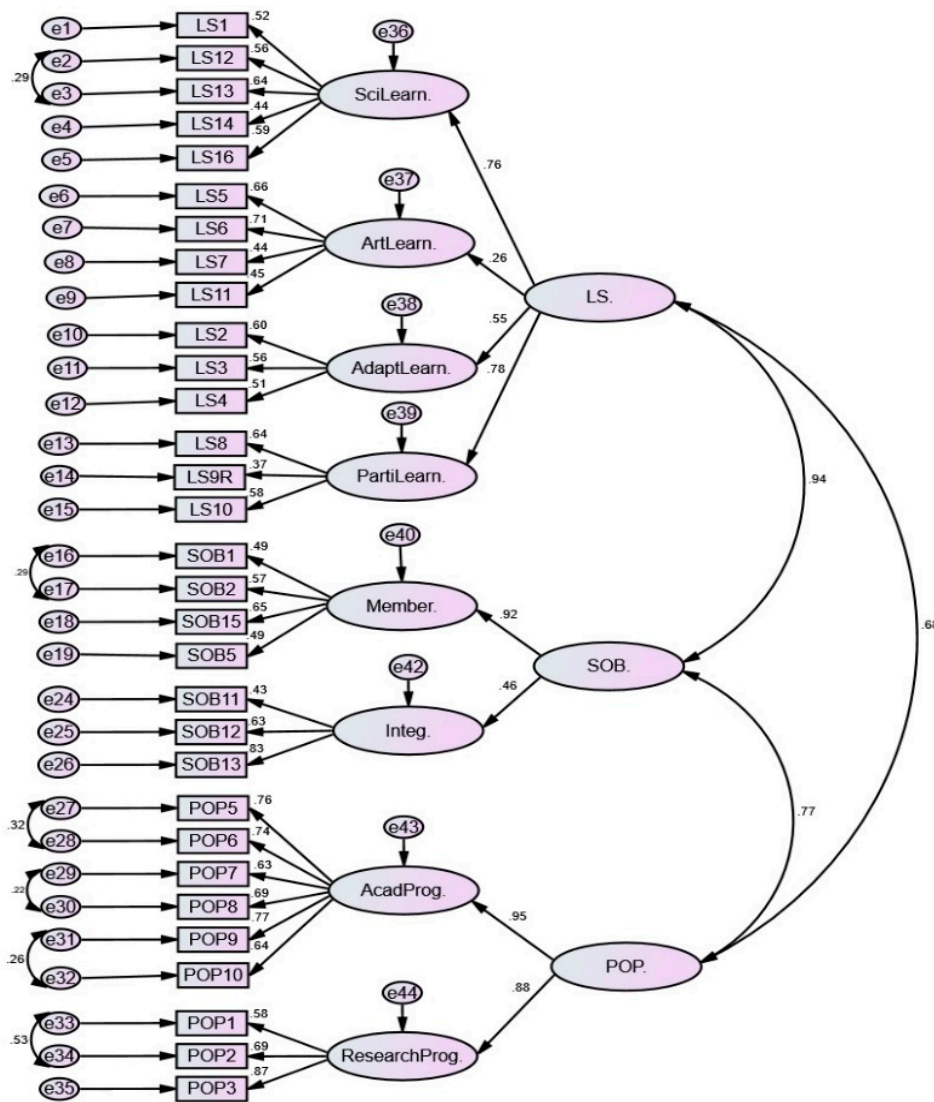 e1 LS1 .52
e2 LS12 .56
.29
e3 LS13 .64
e4 LS14 .44
e5 LS16 .59
e36
SciLearn.
.76
e6 LS5 .66
e7 LS6 .71
e8 LS7 .44
e9 LS11 .45
e37
ArtLearn.
.26
LS.
e10 LS2 .60
e11 LS3 .56
e12 LS4 .51
e38
AdaptLearn.
.55
e13 LS8 .64
e14 LS9R .37
e15 LS10 .58
e39
PartiLearn.
.78
.94
e16 SOB1 .49
.29
e17 SOB2 .57
e18 SOB15 .65
e19 SOB5 .49
e40
Member.
.92
.68
SOB.
e24 SOB11 .43
e25 SOB12 .63
e26 SOB13 .83
e42
Integ.
.46
.77
e27 POP5 .76
.32
e28 POP6 .74
e29 POP7 .63
.22
e30 POP8 .69
e31 POP9 .77
.26
e32 POP10 .64
e43
AcadProg.
.95
POP.
.88
e33 POP1 .58
.53
e34 POP2 .69
e35 POP3 .87
e44
ResearchProg.